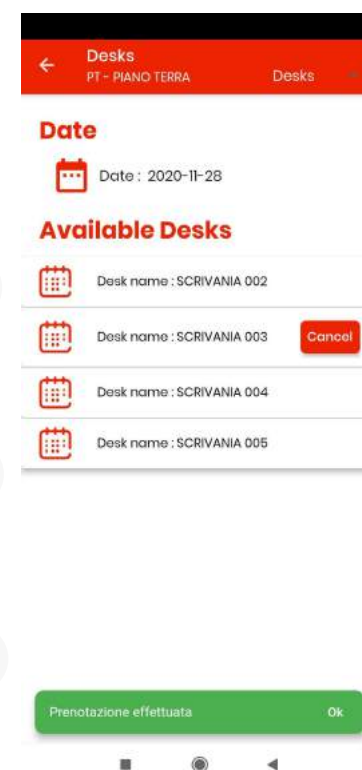 Desks
PT - PIANO TERRA
Desks
Date
Date : 2020-11-28
Available Desks
Desk name : SCRIVANIA 002
Desk name : SCRIVANIA 003
Cancel
Desk name : SCRIVANIA 004
Desk name : SCRIVANIA 005
Prenotazione effettuata
Ok